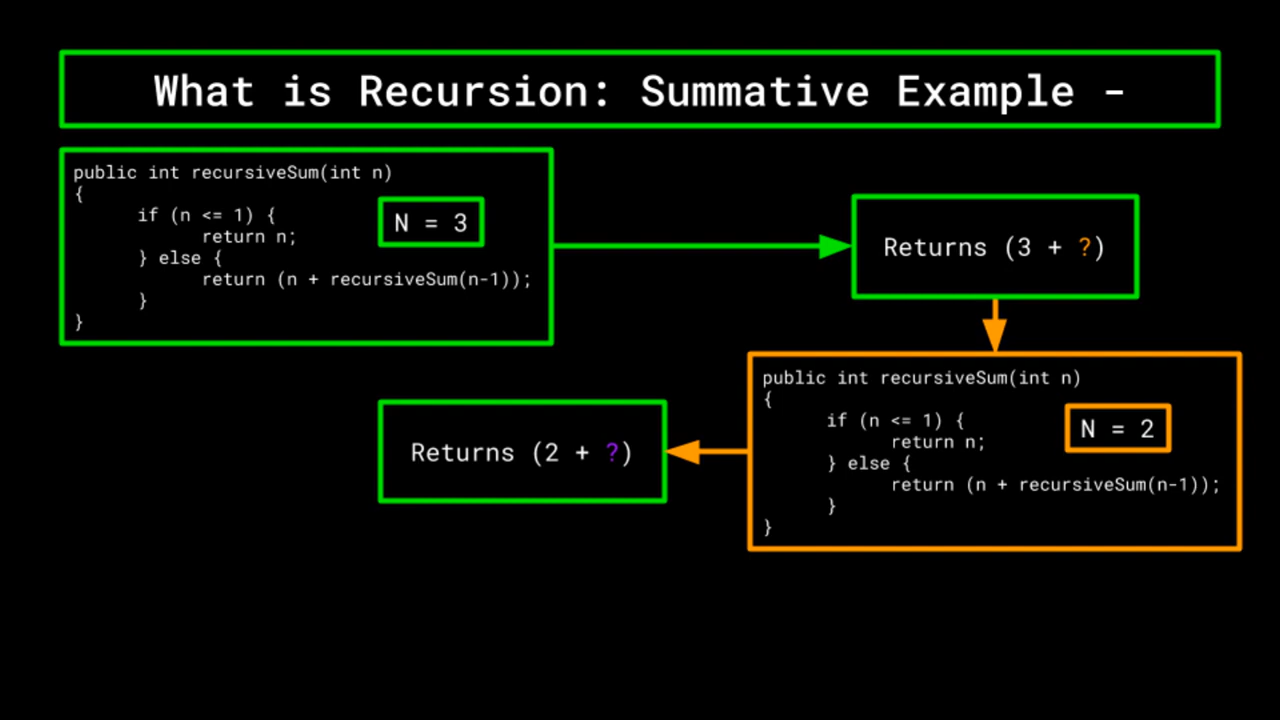 What is Recursion: Summative Example -
public int recursiveSum(int n)
{
if (n <= 1) {
return n;
} else {
return (n + recursiveSum(n-1));
}
}
N = 3
Returns (3 + ?)
public int recursiveSum(int n)
{
if (n <= 1) {
return n;
} else {
return (n + recursiveSum(n-1));
}
}
N = 2
Returns (2 + ?)